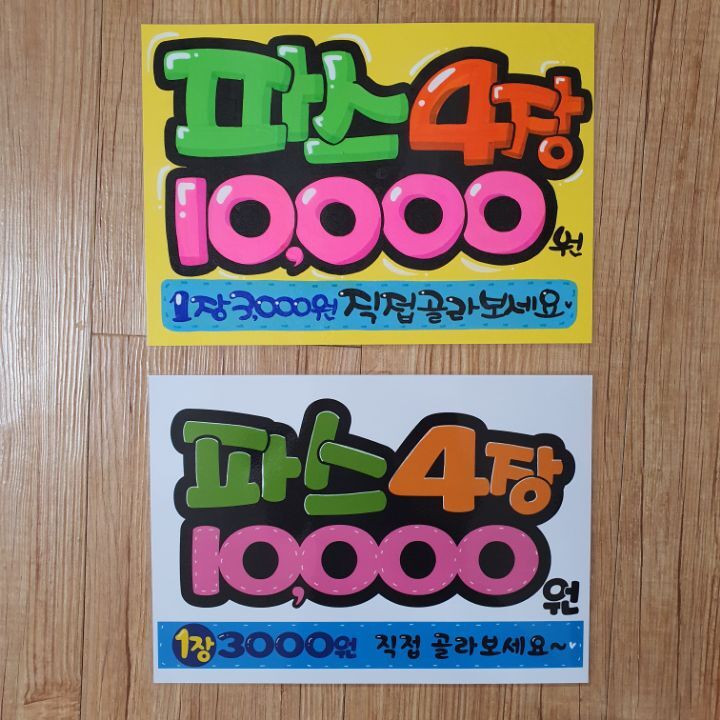 파스 4장
10,000원
1장 3,000원 직접 골라보세요
파스 4장
10,000원
1장 3000원 직접 골라보세요~